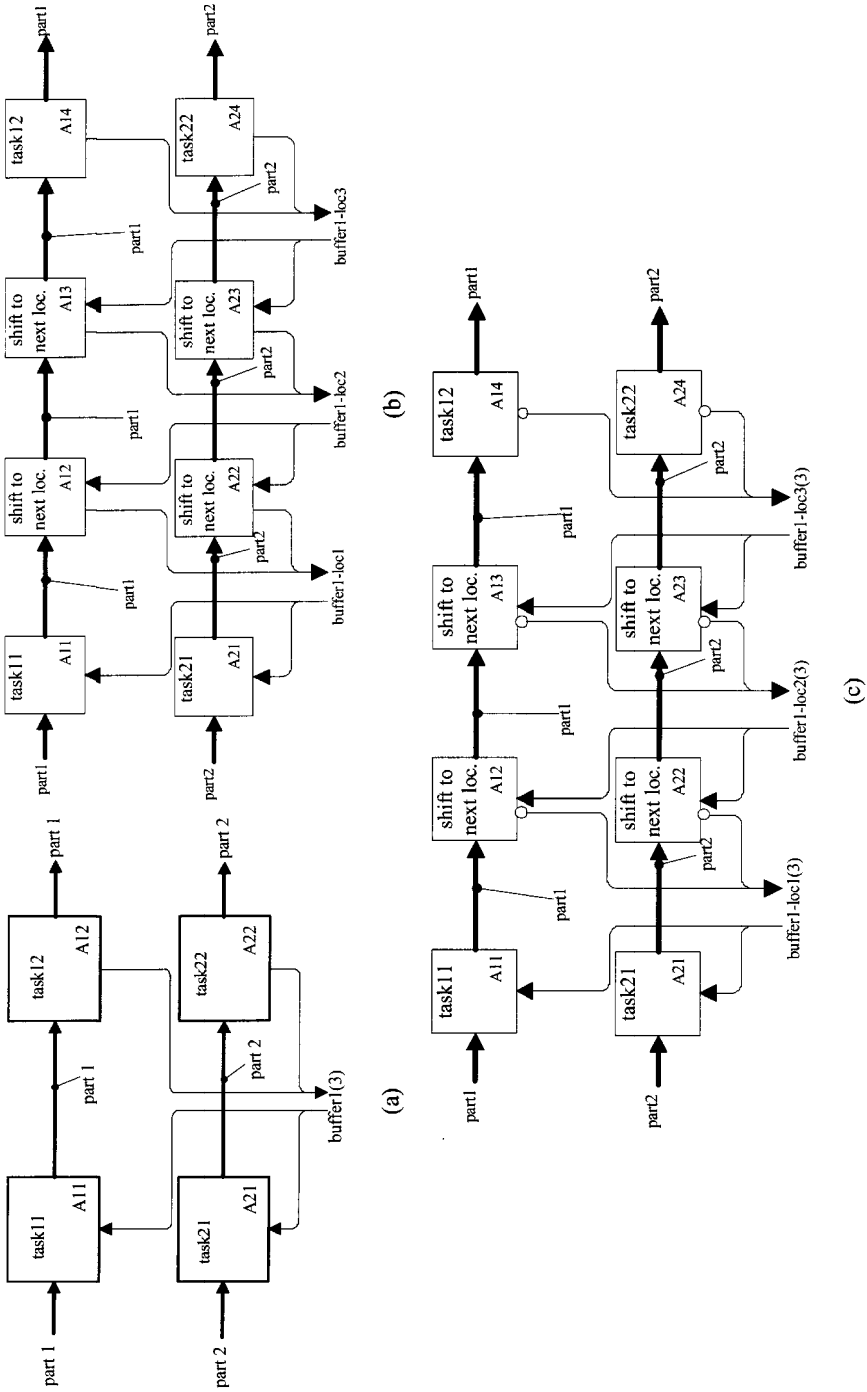 part 1
task11
A11
part 1
task12
A12
part 1
part 2
task21
A21
part 2
task22
A22
part 2
buffer1(3)
(a)
part1
task11
A11
part1
shift to
next loc.
A12
part1
shift to
next loc.
A13
part1
task12
A14
part1
part2
task21
A21
part2
shift to
next loc.
A22
part2
shift to
next loc.
A23
part2
task22
A24
part2
buffer1-loc1
buffer1-loc2
buffer1-loc3
(b)
part1
task11
A11
part1
shift to
next loc.
A12
part1
shift to
next loc.
A13
part1
task12
A14
part1
part2
task21
A21
part2
shift to
next loc.
A22
part2
shift to
next loc.
A23
part2
task22
A24
part2
buffer1-loc1(3)
buffer1-loc2(3)
buffer1-loc3(3)
(c)